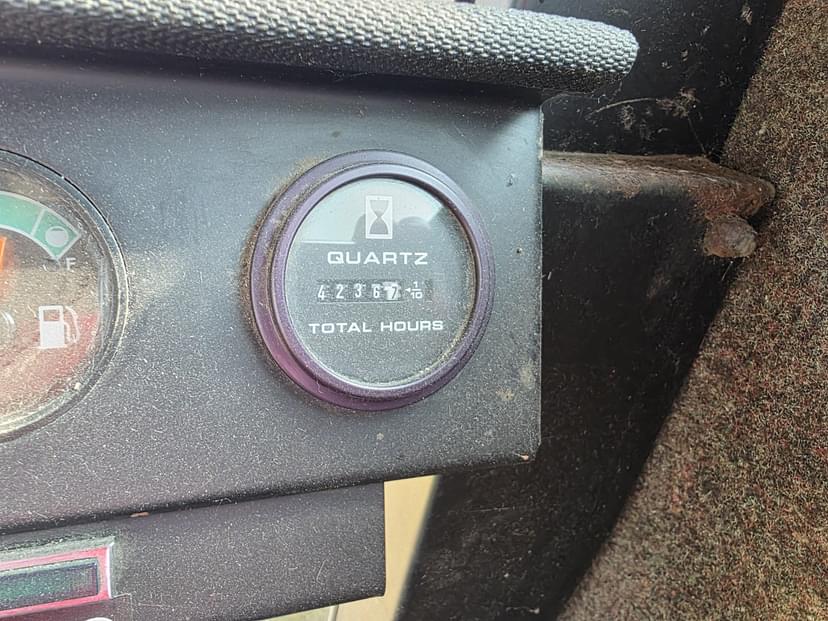 F
QUARTZ
42367 1/10
TOTAL HOURS